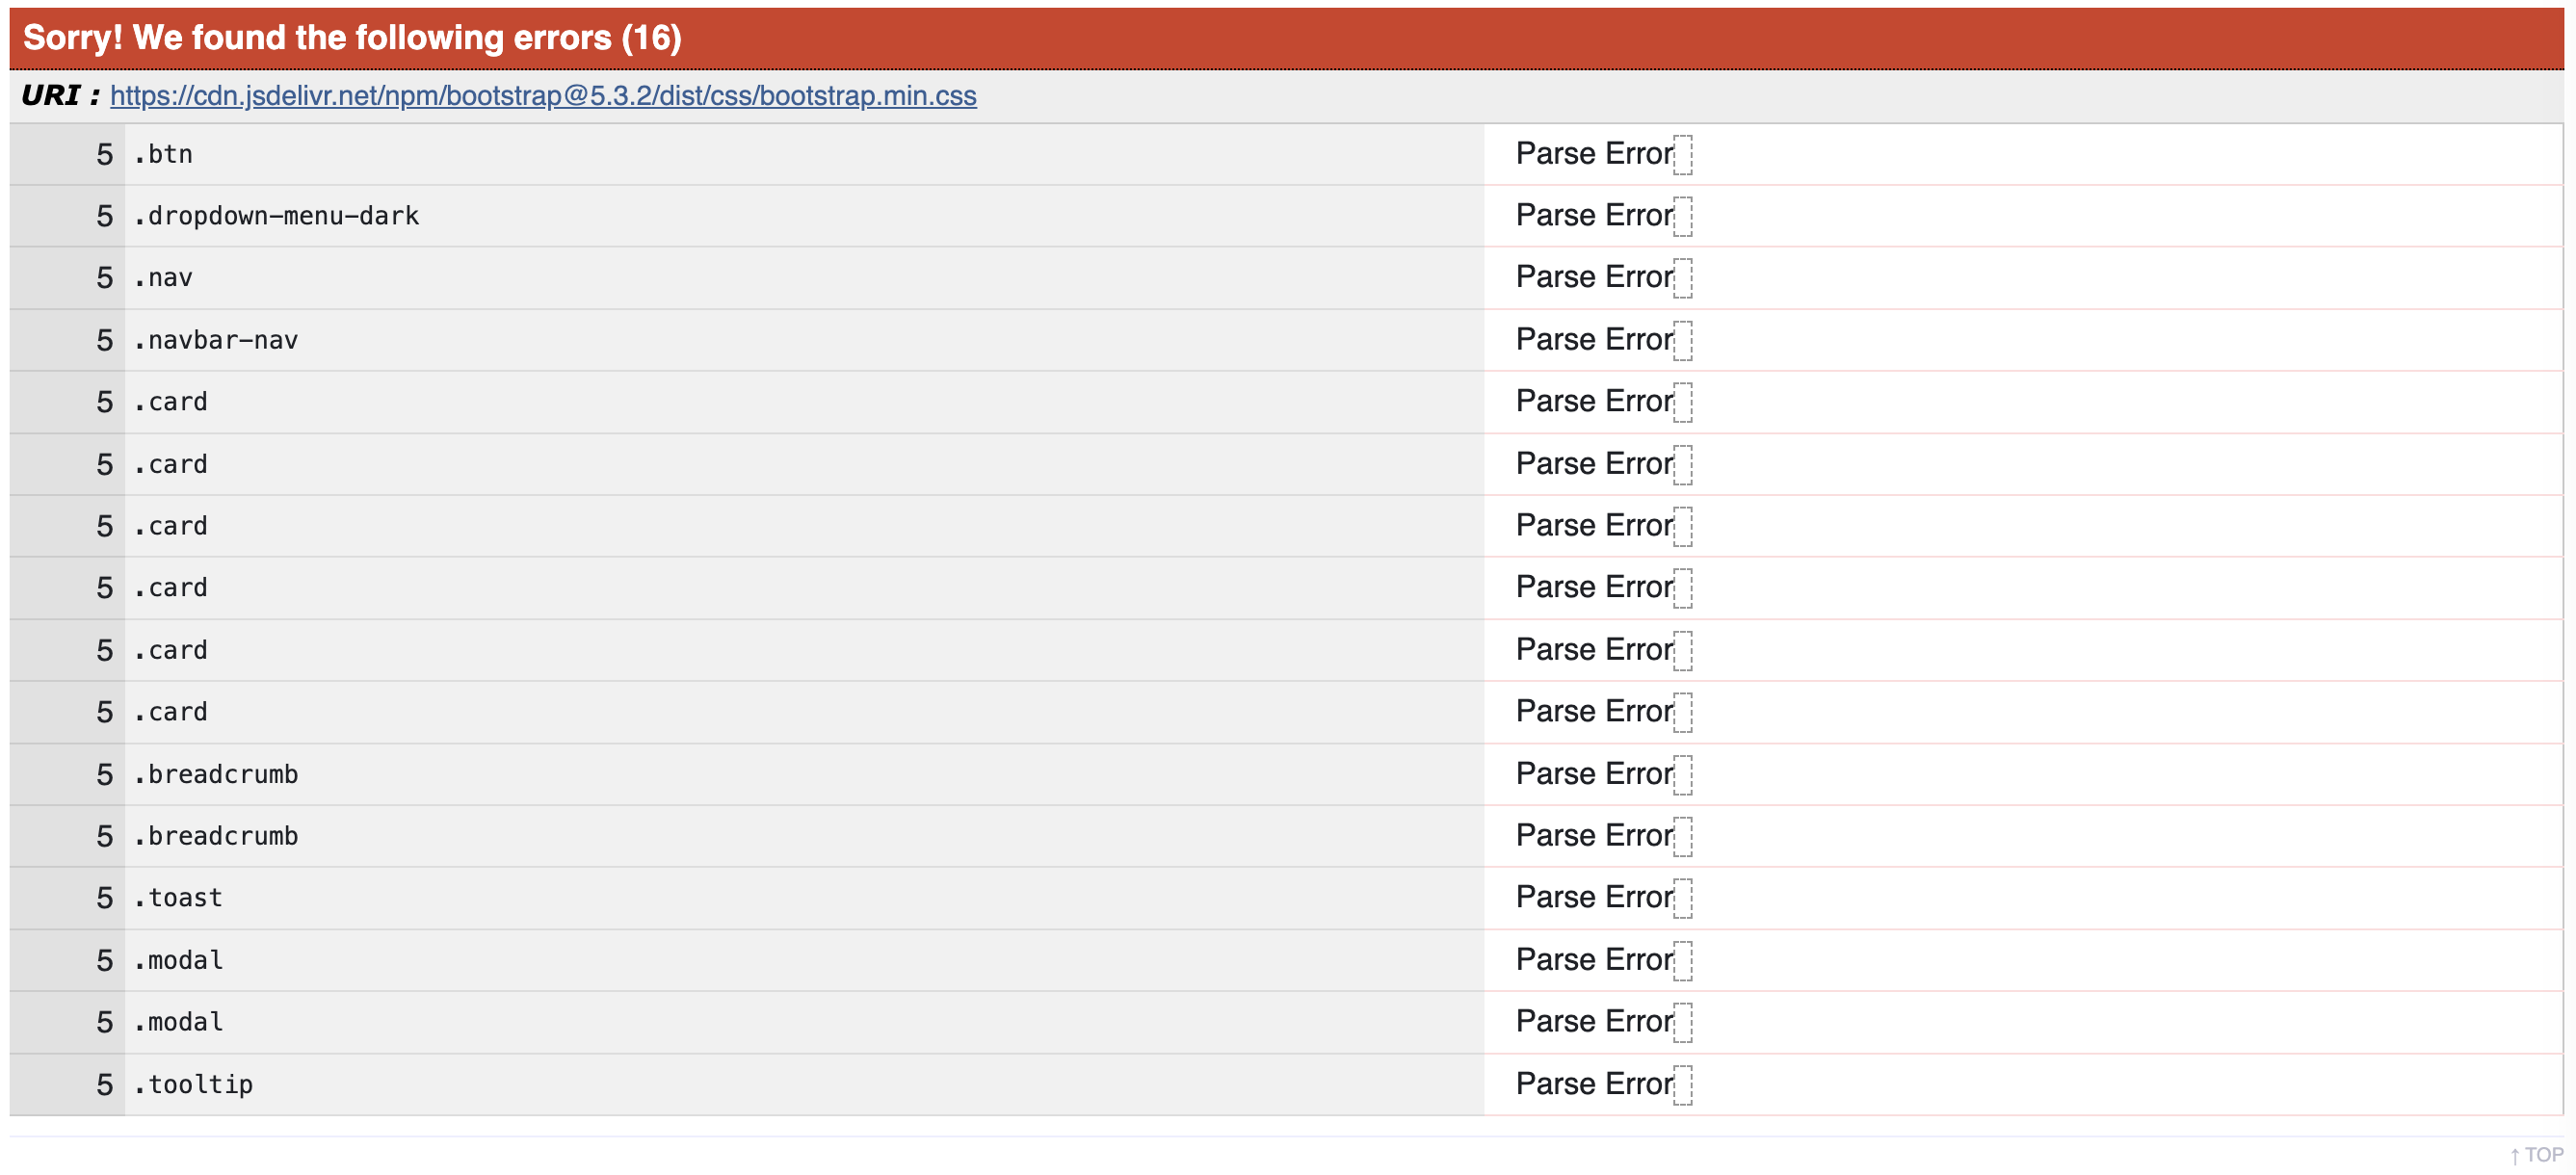 Sorry! We found the following errors (16)
URI : https://cdn.jsdelivr.net/npm/bootstrap@5.3.2/dist/css/bootstrap.min.css
5 .btn Parse Error
5 .dropdown-menu-dark Parse Error
5 .nav Parse Error
5 .navbar-nav Parse Error
5 .card Parse Error
5 .card Parse Error
5 .card Parse Error
5 .card Parse Error
5 .card Parse Error
5 .card Parse Error
5 .breadcrumb Parse Error
5 .breadcrumb Parse Error
5 .toast Parse Error
5 .modal Parse Error
5 .modal Parse Error
5 .tooltip Parse Error
↑ TOP